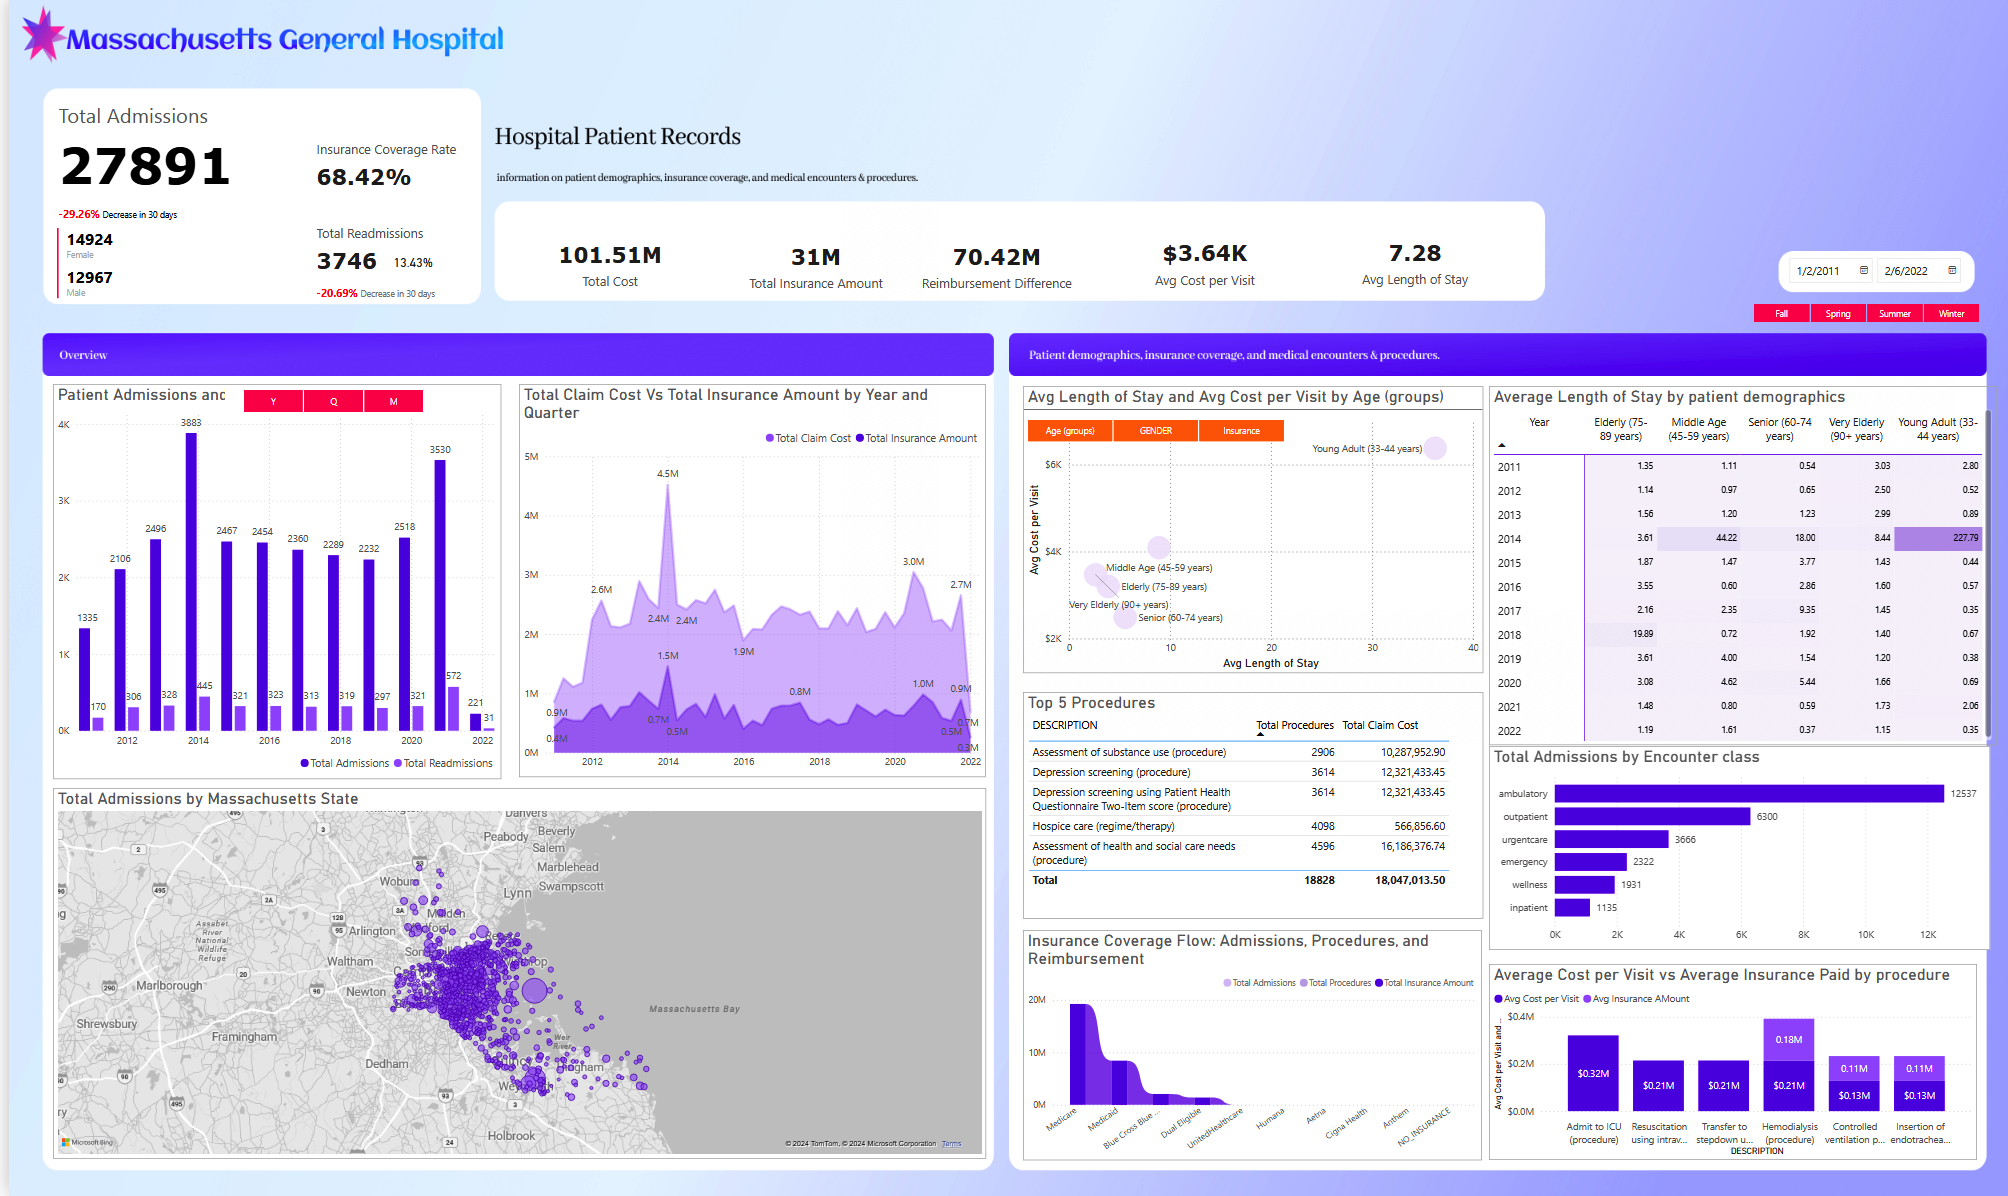 Massachusetts General Hospital
Total Admissions
27891
Insurance Coverage Rate
68.42%
-29.26% Decrease in 30 days
14924
Female
12967
Male
Total Readmissions
3746 13.43%
-20.69% Decrease in 30 days
Hospital Patient Records
information on patient demographics, insurance coverage, and medical encounters & procedures.
101.51M
Total Cost
31M
Total Insurance Amount
70.42M
Reimbursement Difference
$3.64K
Avg Cost per Visit
7.28
Avg Length of Stay
1/2/2011 2/6/2022
Fall Spring Summer Winter
Overview
Patient Admissions and
Y Q M
4K
3K
2K
1K
0K
1335
170
2106
306
2496
328
3883
445
2467
321
2454
323
2360
313
2289
319
2232
297
2518
321
3530
572
221
31
2012 2014 2016 2018 2020 2022
Total Admissions Total Readmissions
Total Claim Cost Vs Total Insurance Amount by Year and
Quarter
Total Claim Cost Total Insurance Amount
5M
4M
3M
2M
1M
0M
4.5M
2.6M
2.4M
2.4M
1.9M
3.0M
2.7M
0.9M
0.4M
1.5M
0.7M
0.5M
0.8M
1.0M
0.9M
0.7M
0.5M
0.3M
2012 2014 2016 2018 2020 2022
Total Admissions by Massachusetts State
Danvers
Peabody
Beverly
Salem
Marblehead
Swampscott
Lynn
Woburn
Malden
Arlington
Waltham
Newton
Assabet
River
National
Wildlife
Refuge
Marlborough
Shrewsbury
Framingham
Dedham
Holbrook
Weir
River
Massachusetts Bay
495
3
2
93
495
2A
3A
128
95
20
290
90
90
495
93
3
24
Microsoft Bing
© 2024 TomTom, © 2024 Microsoft Corporation Terms
Patient demographics, insurance coverage, and medical encounters & procedures.
Avg Length of Stay and Avg Cost per Visit by Age (groups)
Age (groups) GENDER Insurance
Avg Cost per Visit
$6K
$4K
$2K
Young Adult (33-44 years)
Middle Age (45-59 years)
Elderly (75-89 years)
Very Elderly (90+ years)
Senior (60-74 years)
0 10 20 30 40
Avg Length of Stay
Average Length of Stay by patient demographics
Year Elderly (75-89 years) Middle Age (45-59 years) Senior (60-74 years) Very Elderly (90+ years) Young Adult (33-44 years)
2011 1.35 1.11 0.54 3.03 2.80
2012 1.14 0.97 0.65 2.50 0.52
2013 1.56 1.20 1.23 2.99 0.89
2014 3.61 44.22 18.00 8.44 227.79
2015 1.87 1.47 3.77 1.43 0.44
2016 3.55 0.60 2.86 1.60 0.57
2017 2.16 2.35 9.35 1.45 0.35
2018 19.89 0.72 1.92 1.40 0.67
2019 3.61 4.00 1.54 1.20 0.38
2020 3.08 4.62 5.44 1.66 0.69
2021 1.48 0.80 0.59 1.73 2.06
2022 1.19 1.61 0.37 1.15 0.35
Top 5 Procedures
DESCRIPTION Total Procedures Total Claim Cost
Assessment of substance use (procedure) 2906 10,287,952.90
Depression screening (procedure) 3614 12,321,433.45
Depression screening using Patient Health 3614 12,321,433.45
Questionnaire Two-Item score (procedure)
Hospice care (regime/therapy) 4098 566,856.60
Assessment of health and social care needs 4596 16,186,376.74
(procedure)
Total 18828 18,047,013.50
Total Admissions by Encounter class
ambulatory 12537
outpatient 6300
urgentcare 3666
emergency 2322
wellness 1931
inpatient 1135
0K 2K 4K 6K 8K 10K 12K
Insurance Coverage Flow: Admissions, Procedures, and
Reimbursement
Total Admissions Total Procedures Total Insurance Amount
20M
10M
0M
Medicare
Medicaid
Blue Cross Blue ...
Dual Eligible
UnitedHealthcare
Humana
Aetna
Cigna Health
Anthem
NO_INSURANCE
Average Cost per Visit vs Average Insurance Paid by procedure
Avg Cost per Visit Avg Insurance AMount
Avg Cost per Visit and ...
$0.4M
$0.2M
$0.0M
$0.32M
$0.21M
$0.21M
0.18M
$0.21M
0.11M
$0.13M
0.11M
$0.13M
Admit to ICU (procedure)
Resuscitation using intrav...
Transfer to stepdown u...
Hemodialysis (procedure)
Controlled ventilation p...
Insertion of endotrachea...
DESCRIPTION